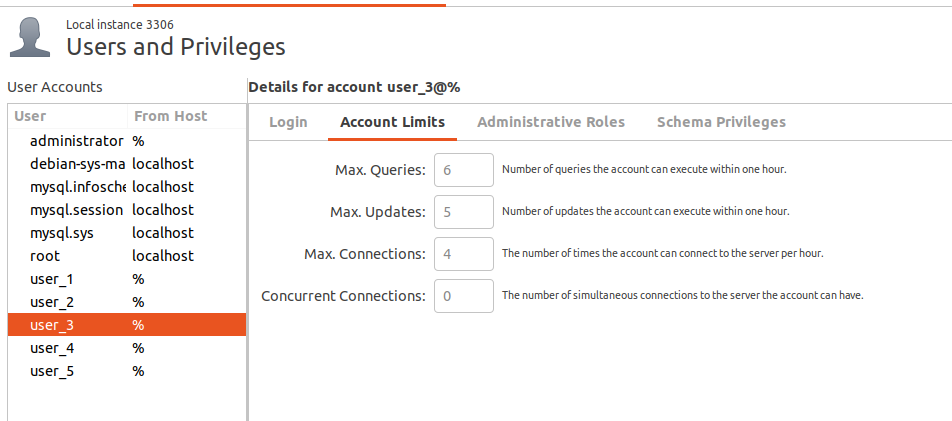 Local instance 3306
Users and Privileges
User Accounts
User From Host
administrator %
debian-sys-ma localhost
mysql.infosche localhost
mysql.session localhost
mysql.sys localhost
root localhost
user_1 %
user_2 %
user_3 %
user_4 %
user_5 %
Details for account user_3@%
Login Account Limits Administrative Roles Schema Privileges
Max. Queries: 6 Number of queries the account can execute within one hour.
Max. Updates: 5 Number of updates the account can execute within one hour.
Max. Connections: 4 The number of times the account can connect to the server per hour.
Concurrent Connections: 0 The number of simultaneous connections to the server the account can have.